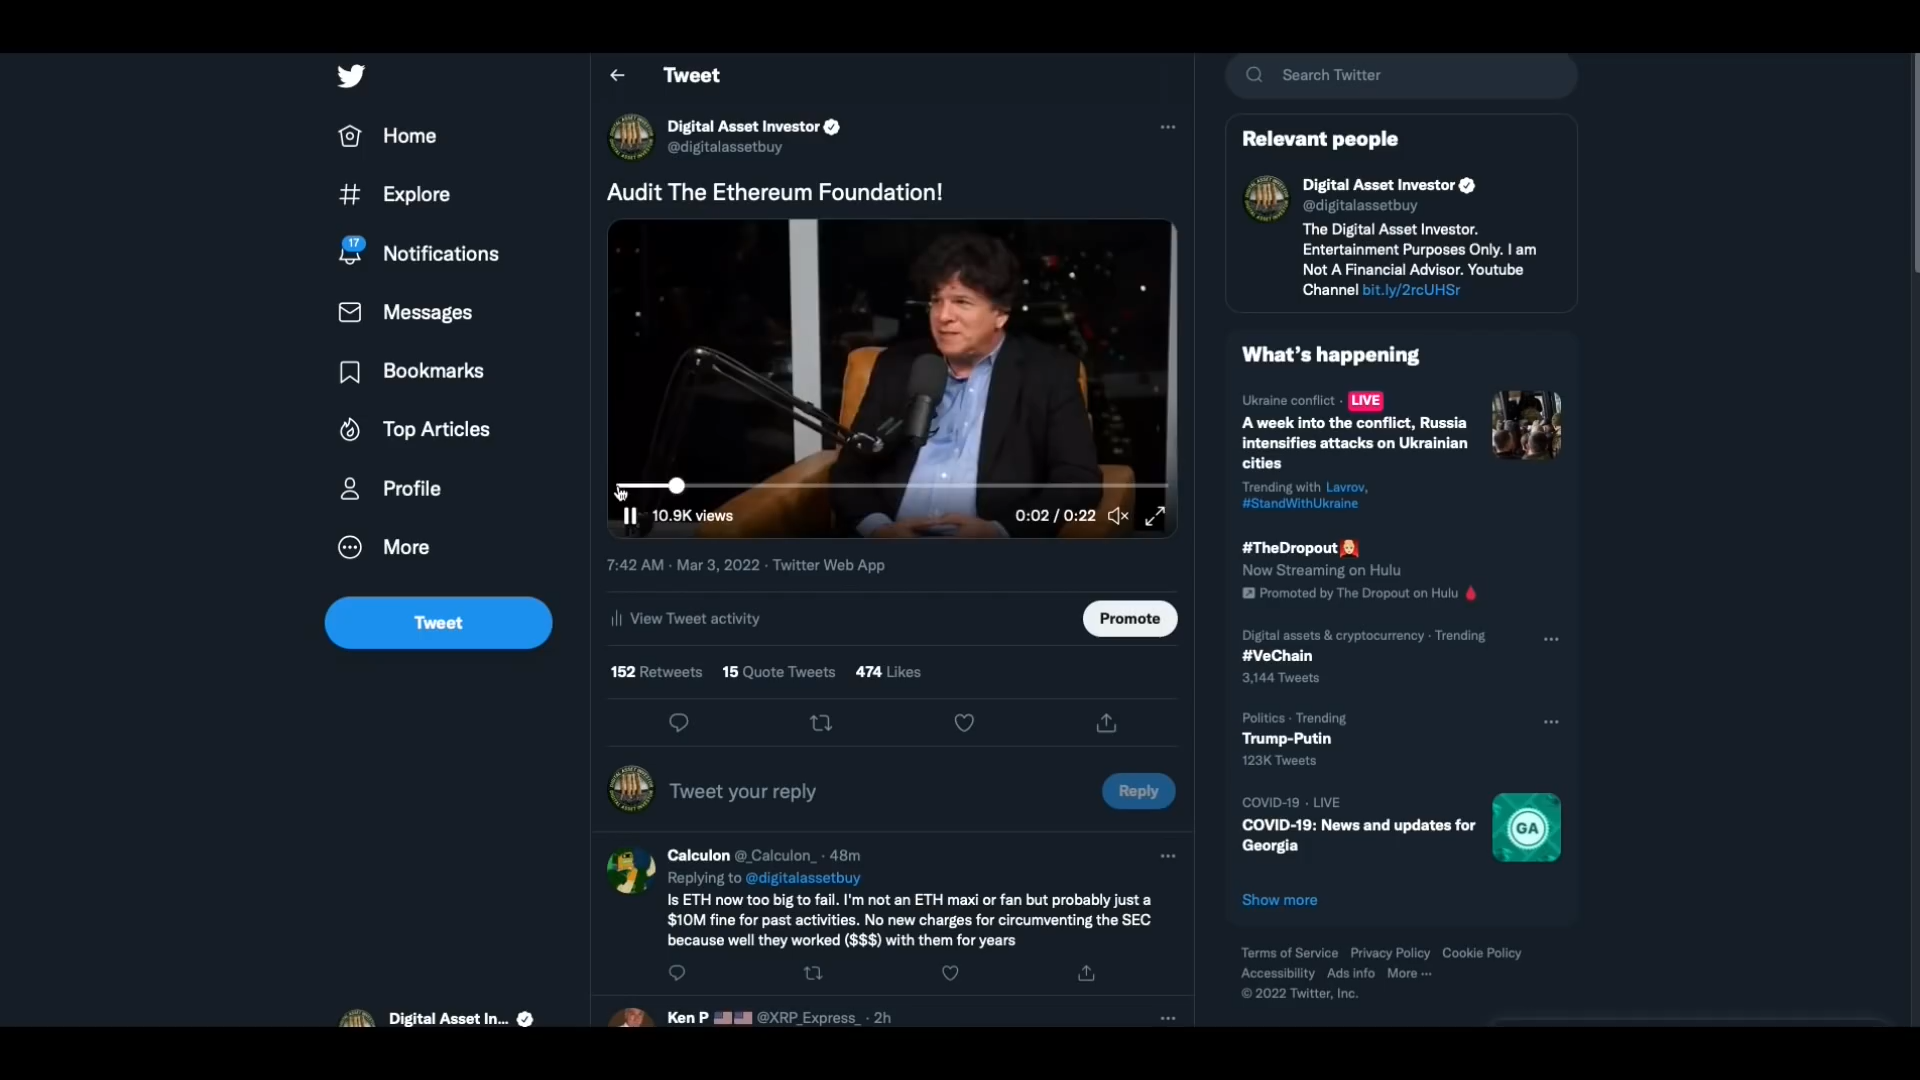 Home
Explore
17
Notifications
Messages
Bookmarks
Top Articles
Profile
More
Tweet
Digital Asset In...
Tweet
Digital Asset Investor
@digitalassetbuy
Audit The Ethereum Foundation!
10.9K views
0:02 / 0:22
7:42 AM · Mar 3, 2022 · Twitter Web App
View Tweet activity
Promote
152 Retweets 15 Quote Tweets 474 Likes
Tweet your reply
Reply
Calculon @_Calculon_ · 48m
Replying to @digitalassetbuy
Is ETH now too big to fail. I'm not an ETH maxi or fan but probably just a
$10M fine for past activities. No new charges for circumventing the SEC
because well they worked ($$$) with them for years
Ken P @XRP_Express_ · 2h
Search Twitter
Relevant people
Digital Asset Investor
@digitalassetbuy
The Digital Asset Investor.
Entertainment Purposes Only. I am
Not A Financial Advisor. Youtube
Channel bit.ly/2rcUHSr
What's happening
Ukraine conflict · LIVE
A week into the conflict, Russia
intensifies attacks on Ukrainian
cities
Trending with Lavrov,
#StandWithUkraine
#TheDropout
Now Streaming on Hulu
Promoted by The Dropout on Hulu
Digital assets & cryptocurrency · Trending
#VeChain
3,144 Tweets
Politics · Trending
Trump-Putin
123K Tweets
COVID-19 · LIVE
COVID-19: News and updates for
Georgia
GA
Show more
Terms of Service Privacy Policy Cookie Policy
Accessibility Ads info More ···
© 2022 Twitter, Inc.